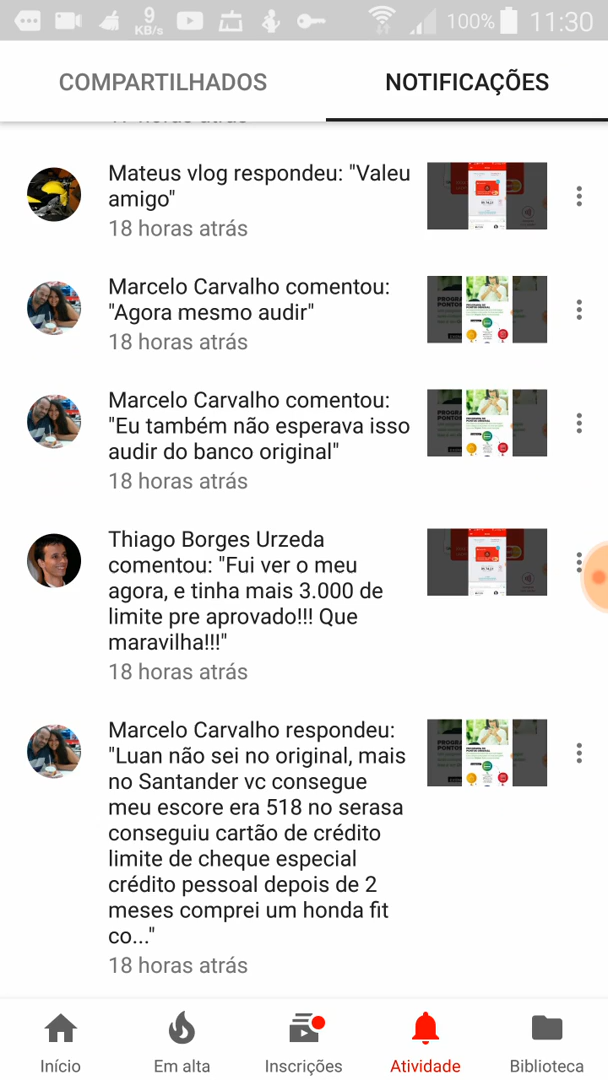 9
KB/s
100%
11:30
COMPARTILHADOS
NOTIFICAÇÕES
Mateus vlog respondeu: "Valeu
amigo"
18 horas atrás
Marcelo Carvalho comentou:
"Agora mesmo audir"
18 horas atrás
Marcelo Carvalho comentou:
"Eu também não esperava isso
audir do banco original"
18 horas atrás
Thiago Borges Urzeda
comentou: "Fui ver o meu
agora, e tinha mais 3.000 de
limite pre aprovado!!! Que
maravilha!!!"
18 horas atrás
Marcelo Carvalho respondeu:
"Luan não sei no original, mais
no Santander vc consegue
meu escore era 518 no serasa
conseguiu cartão de crédito
limite de cheque especial
crédito pessoal depois de 2
meses comprei um honda fit
co..."
18 horas atrás
Início
Em alta
Inscrições
Atividade
Biblioteca